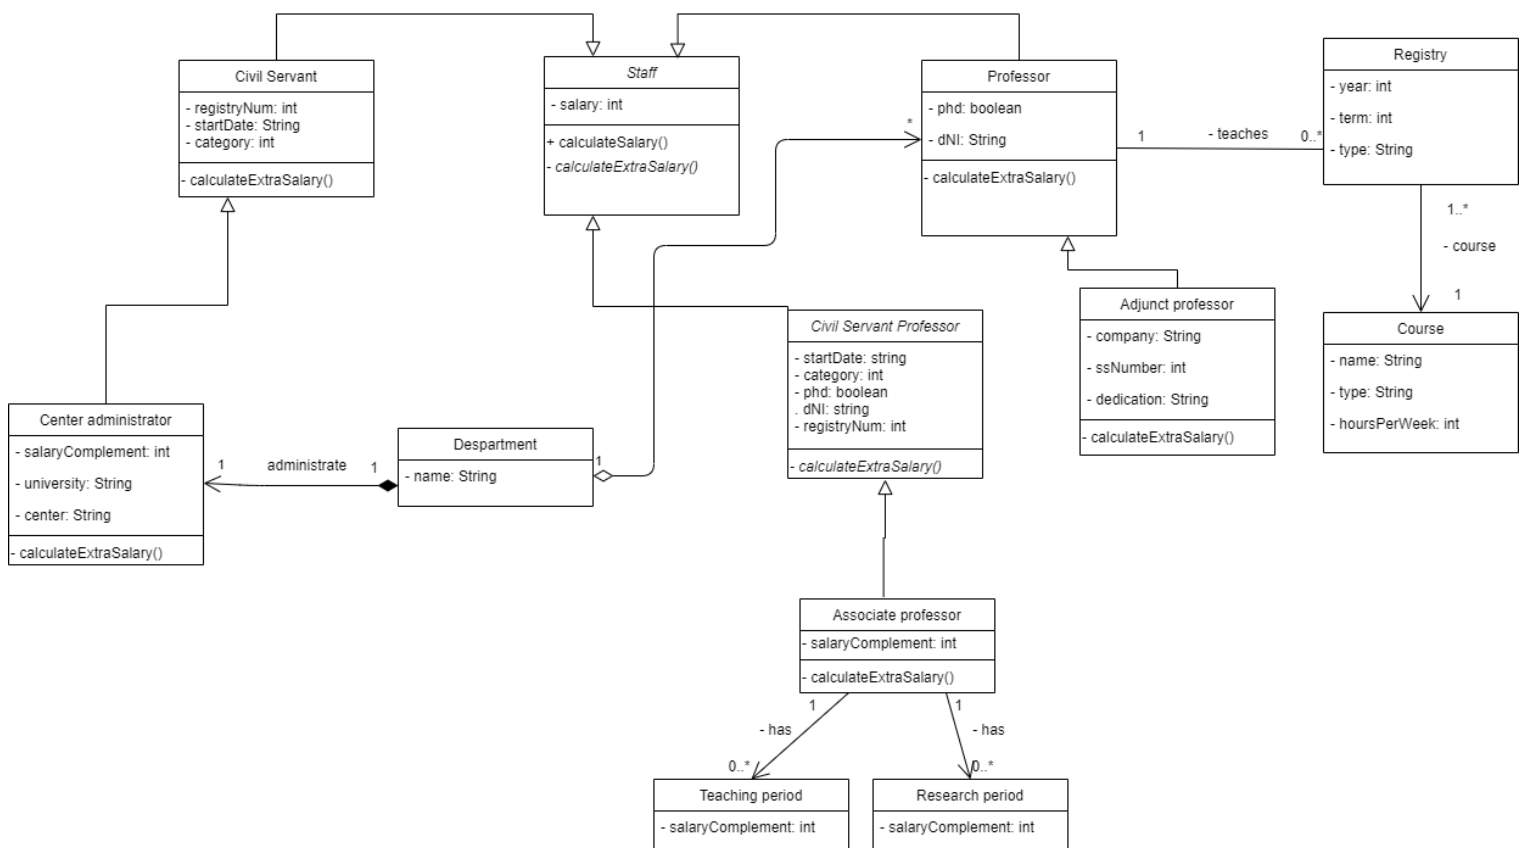 Civil Servant
- registryNum: int
- startDate: String
- category: int
- calculateExtraSalary()
Staff
- salary: int
+ calculateSalary()
- calculateExtraSalary()
Professor
- phd: boolean
- dNI: String
- calculateExtraSalary()
*
1
- teaches
0..*
Registry
- year: int
- term: int
- type: String
1..*
- course
1
Course
- name: String
- type: String
- hoursPerWeek: int
Adjunct professor
- company: String
- ssNumber: int
- dedication: String
- calculateExtraSalary()
Civil Servant Professor
- startDate: string
- category: int
- phd: boolean
. dNI: string
- registryNum: int
- calculateExtraSalary()
Center administrator
- salaryComplement: int
- university: String
- center: String
- calculateExtraSalary()
1
administrate
1
Despartment
- name: String
1
Associate professor
- salaryComplement: int
- calculateExtraSalary()
1
- has
0..*
1
- has
0..*
Teaching period
- salaryComplement: int
Research period
- salaryComplement: int